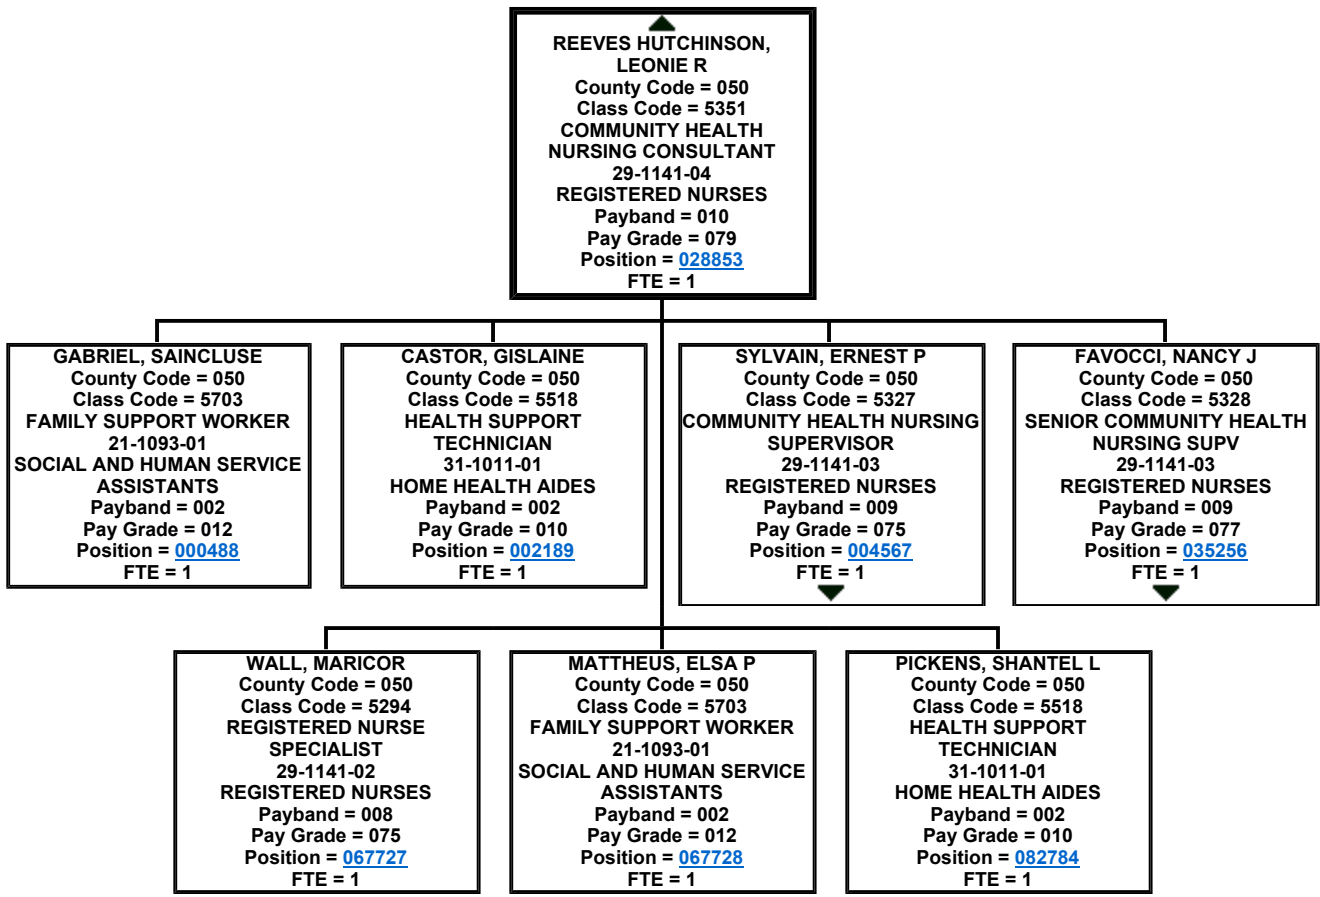 REEVES HUTCHINSON,
LEONIE R
County Code = 050
Class Code = 5351
COMMUNITY HEALTH
NURSING CONSULTANT
29-1141-04
REGISTERED NURSES
Payband = 010
Pay Grade = 079
Position = 028853
FTE = 1
GABRIEL, SAINCLUSE
County Code = 050
Class Code = 5703
FAMILY SUPPORT WORKER
21-1093-01
SOCIAL AND HUMAN SERVICE
ASSISTANTS
Payband = 002
Pay Grade = 012
Position = 000488
FTE = 1
CASTOR, GISLAINE
County Code = 050
Class Code = 5518
HEALTH SUPPORT
TECHNICIAN
31-1011-01
HOME HEALTH AIDES
Payband = 002
Pay Grade = 010
Position = 002189
FTE = 1
SYLVAIN, ERNEST P
County Code = 050
Class Code = 5327
COMMUNITY HEALTH NURSING
SUPERVISOR
29-1141-03
REGISTERED NURSES
Payband = 009
Pay Grade = 075
Position = 004567
FTE = 1
FAVOCCI, NANCY J
County Code = 050
Class Code = 5328
SENIOR COMMUNITY HEALTH
NURSING SUPV
29-1141-03
REGISTERED NURSES
Payband = 009
Pay Grade = 077
Position = 035256
FTE = 1
WALL, MARICOR
County Code = 050
Class Code = 5294
REGISTERED NURSE
SPECIALIST
29-1141-02
REGISTERED NURSES
Payband = 008
Pay Grade = 075
Position = 067727
FTE = 1
MATTHEUS, ELSA P
County Code = 050
Class Code = 5703
FAMILY SUPPORT WORKER
21-1093-01
SOCIAL AND HUMAN SERVICE
ASSISTANTS
Payband = 002
Pay Grade = 012
Position = 067728
FTE = 1
PICKENS, SHANTEL L
County Code = 050
Class Code = 5518
HEALTH SUPPORT
TECHNICIAN
31-1011-01
HOME HEALTH AIDES
Payband = 002
Pay Grade = 010
Position = 082784
FTE = 1